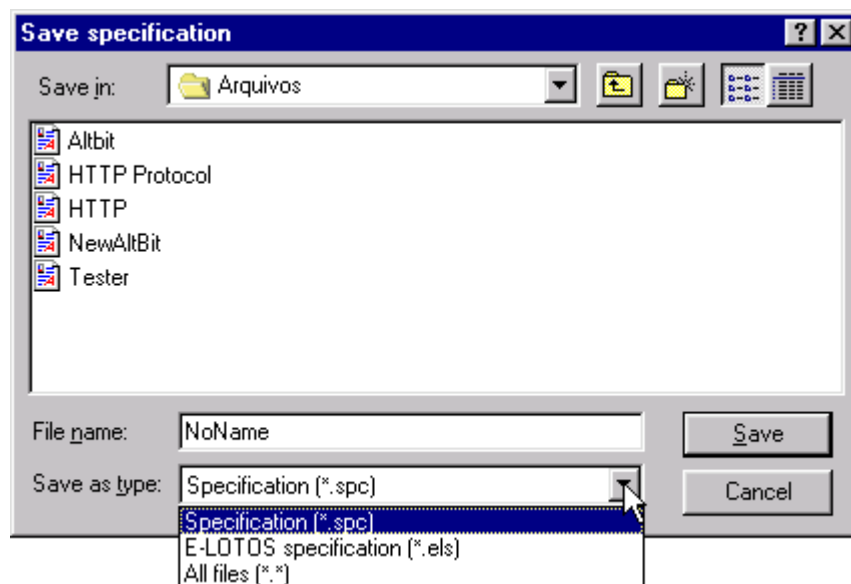 Save specification
Save in: Arquivos
Altbit
HTTP Protocol
HTTP
NewAltBit
Tester
File name: NoName Save
Save as type: Specification (*.spc) Cancel
Specification (*.spc)
E-LOTOS specification (*.els)
All files (*.*)